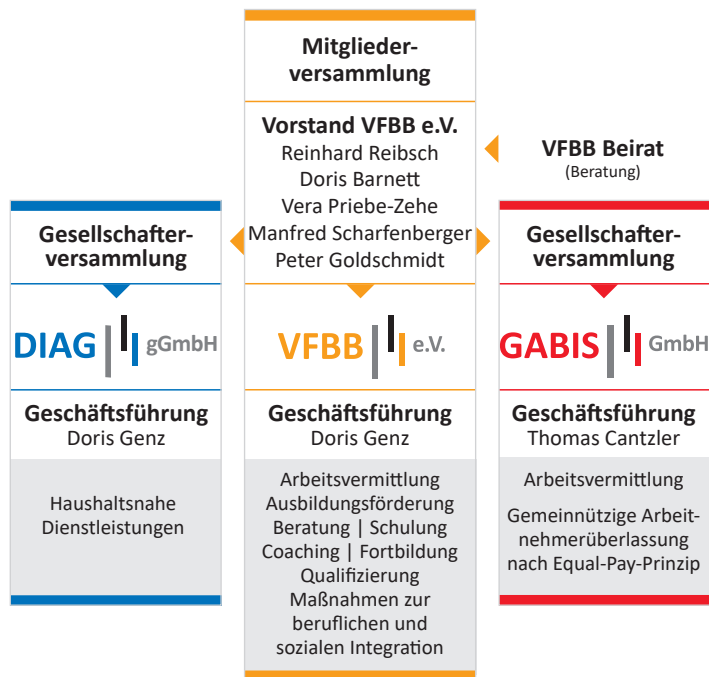 Mitglieder-
versammlung
Vorstand VFBB e.V.
Reinhard Reibsch
Doris Barnett
Vera Priebe-Zehe
Manfred Scharfenberger
Peter Goldschmidt
VFBB Beirat
(Beratung)
Gesellschafter-
versammlung
DIAG gGmbH
Geschäftsführung
Doris Genz
Haushaltsnahe
Dienstleistungen
VFBB e.V.
Geschäftsführung
Doris Genz
Arbeitsvermittlung
Ausbildungsförderung
Beratung | Schulung
Coaching | Fortbildung
Qualifizierung
Maßnahmen zur
beruflichen und
sozialen Integration
Gesellschafter-
versammlung
GABIS GmbH
Geschäftsführung
Thomas Cantzler
Arbeitsvermittlung
Gemeinnützige Arbeit-
nehmerüberlassung
nach Equal-Pay-Prinzip